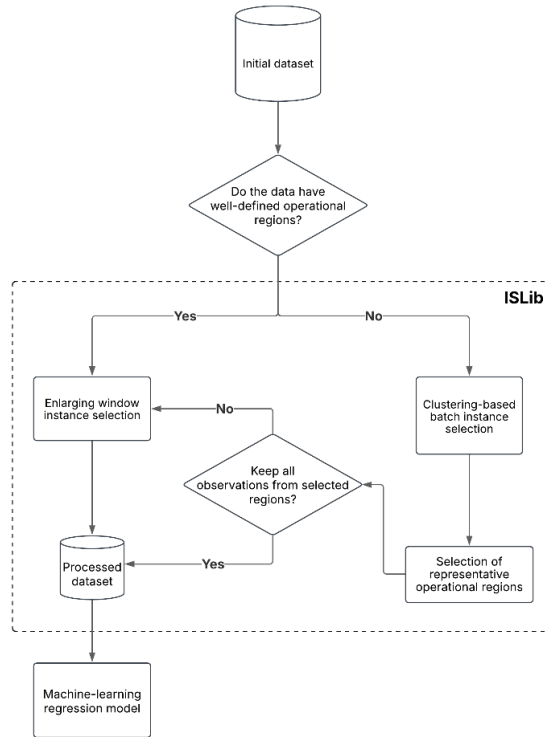 Initial dataset
Do the data have
well-defined operational
regions?
ISLib
Yes
No
Enlarging window
instance selection
No
Clustering-based
batch instance
selection
Keep all
observations from selected
regions?
Yes
Processed
dataset
Selection of
representative
operational regions
Machine-learning
regression model